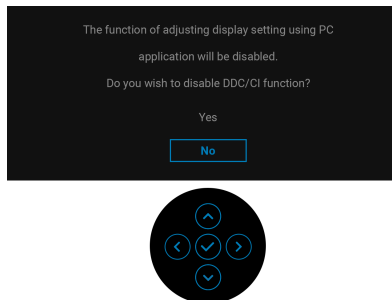 The function of adjusting display setting using PC
application will be disabled.
Do you wish to disable DDC/CI function?
Yes
No